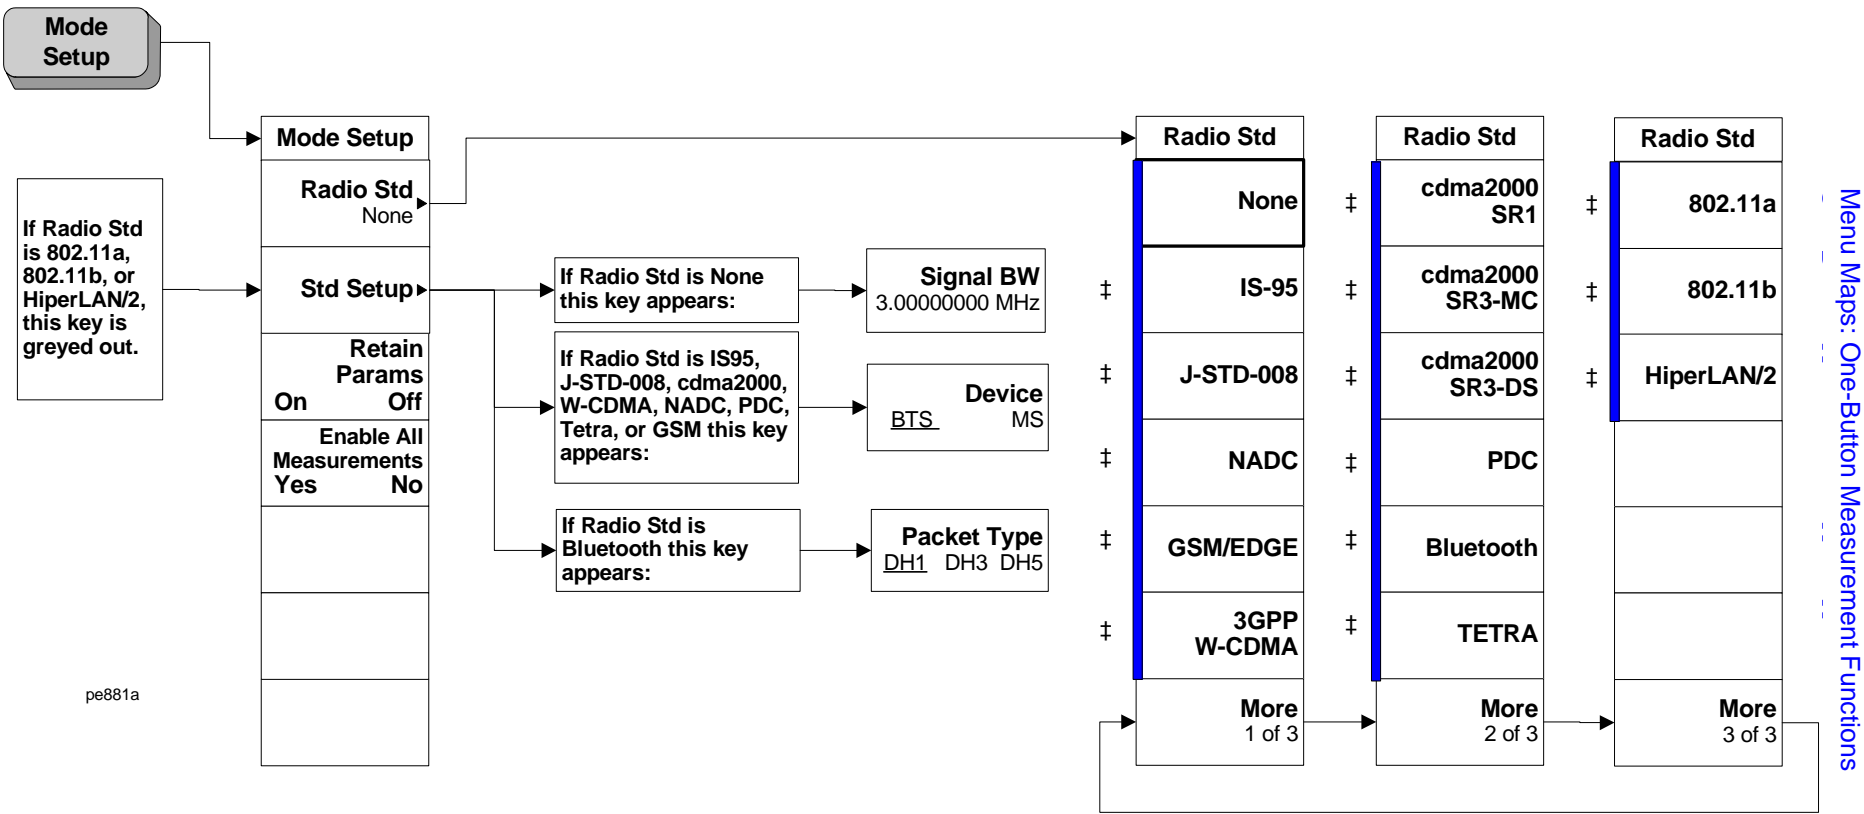 Mode
Setup
Mode Setup
Radio Std
None
Std Setup
Retain
Params
On Off
Enable All
Measurements
Yes No
If Radio Std
is 802.11a,
802.11b, or
HiperLAN/2,
this key is
greyed out.
If Radio Std is None
this key appears:
Signal BW
3.00000000 MHz
If Radio Std is IS95,
J-STD-008, cdma2000,
W-CDMA, NADC, PDC,
Tetra, or GSM this key
appears:
Device
BTS MS
If Radio Std is
Bluetooth this key
appears:
Packet Type
DH1 DH3 DH5
Radio Std
None
‡ IS-95
‡ J-STD-008
‡ NADC
‡ GSM/EDGE
‡ 3GPP
W-CDMA
More
1 of 3
Radio Std
‡ cdma2000
SR1
‡ cdma2000
SR3-MC
‡ cdma2000
SR3-DS
‡ PDC
‡ Bluetooth
‡ TETRA
More
2 of 3
Radio Std
‡ 802.11a
‡ 802.11b
‡ HiperLAN/2
More
3 of 3
pe881a
Menu Maps: One-Button Measurement Functions